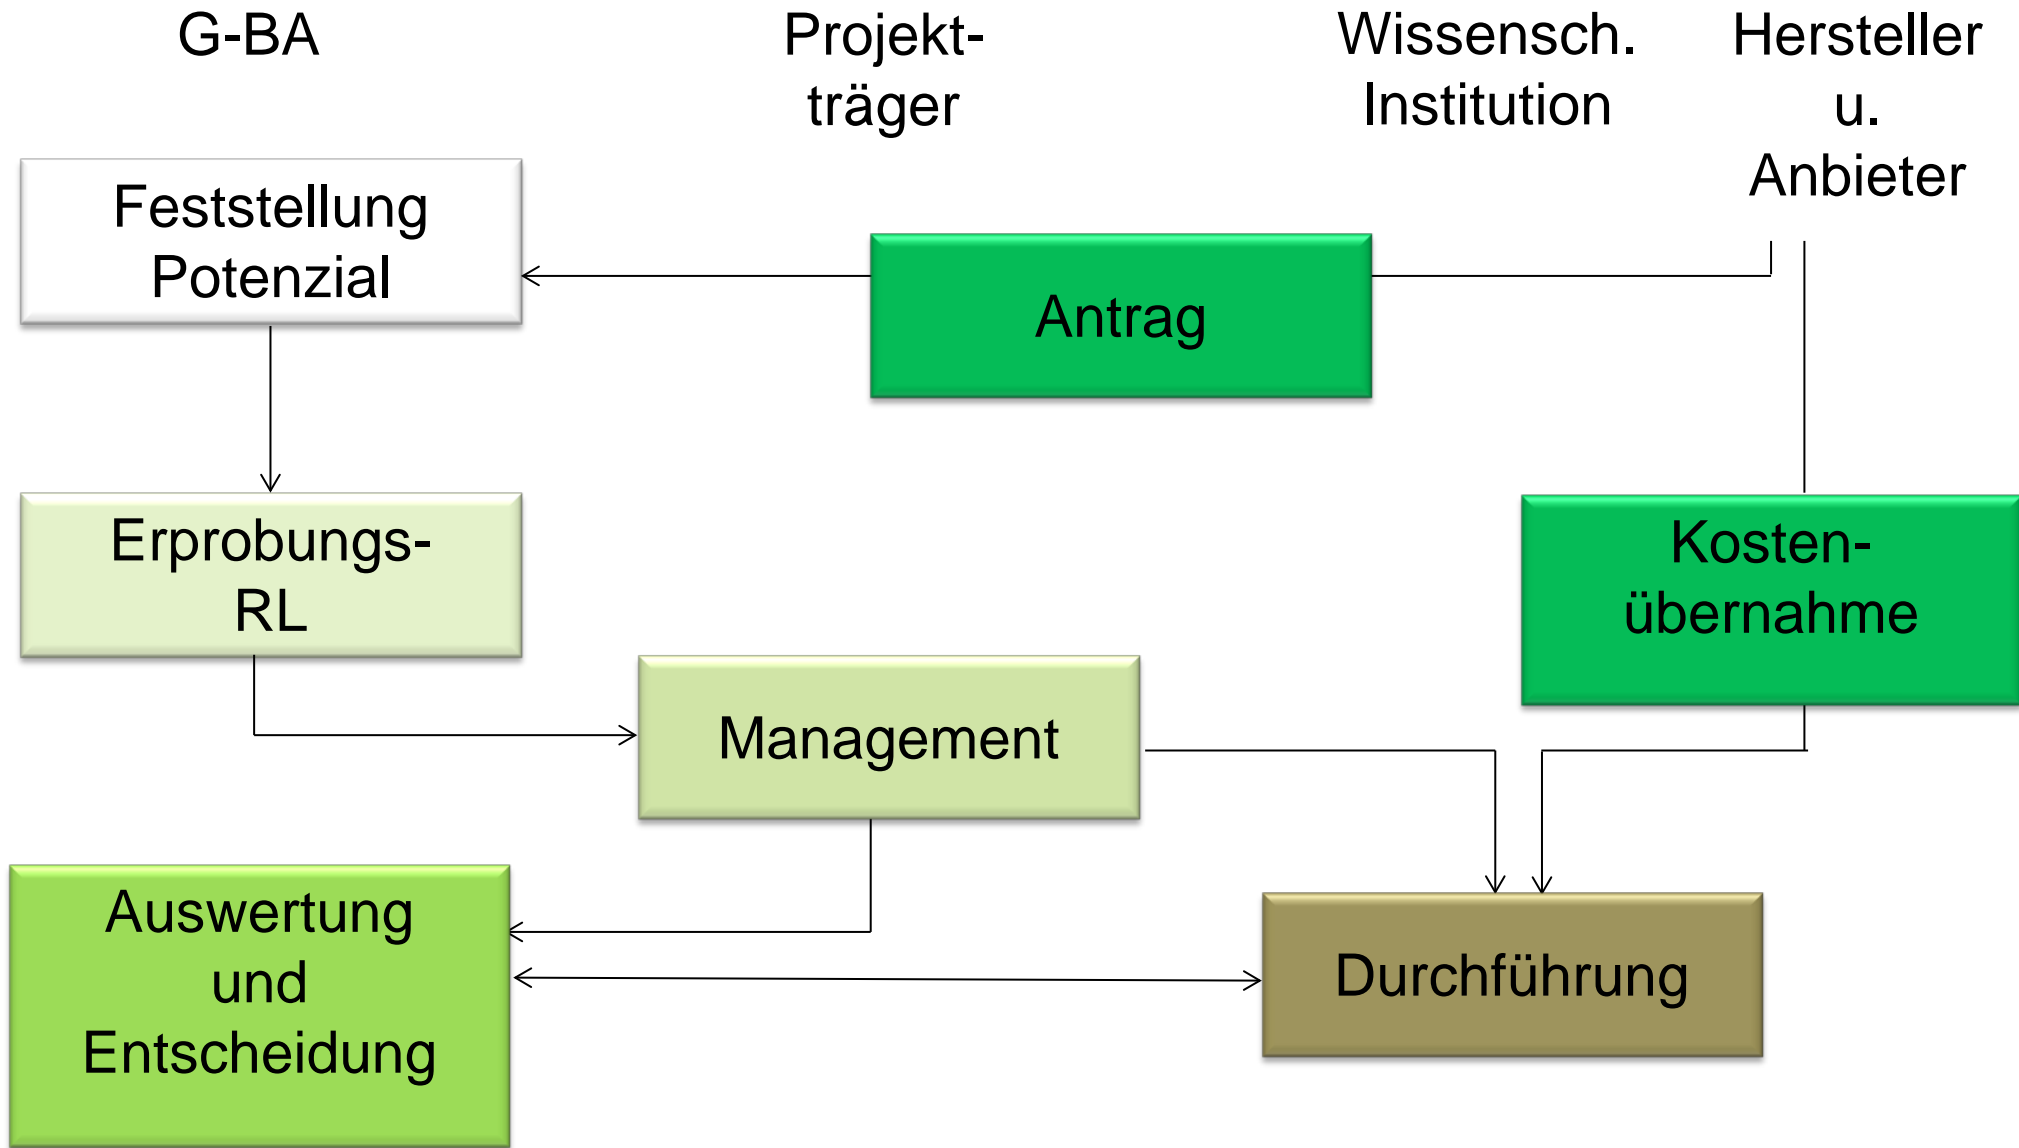 G-BA
Projekt-
träger
Wissensch.
Institution
Hersteller
u.
Anbieter
Feststellung
Potenzial
Antrag
Erprobungs-
RL
Kosten-
übernahme
Management
Auswertung
und
Entscheidung
Durchführung